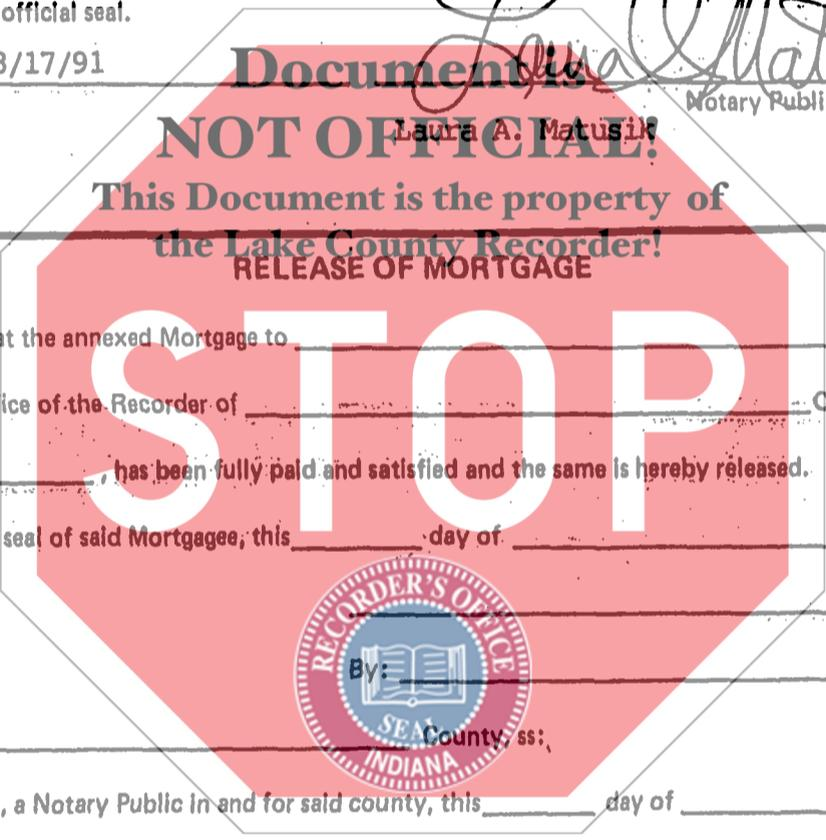 official seal.
3/17/91
Document is
Notary Publi
NOT OFFICIAL!
Laura A. Matusik
This Document is the property of
the Lake County Recorder!
RELEASE OF MORTGAGE
at the annexed Mortgage to
ice of the Recorder of
STOP
, has been fully paid and satisfied and the same is hereby released.
seal of said Mortgagee, this day of
RECORDER'S OFFICE
By:
SEAL
County, ss:
INDIANA
, a Notary Public in and for said county, this day of